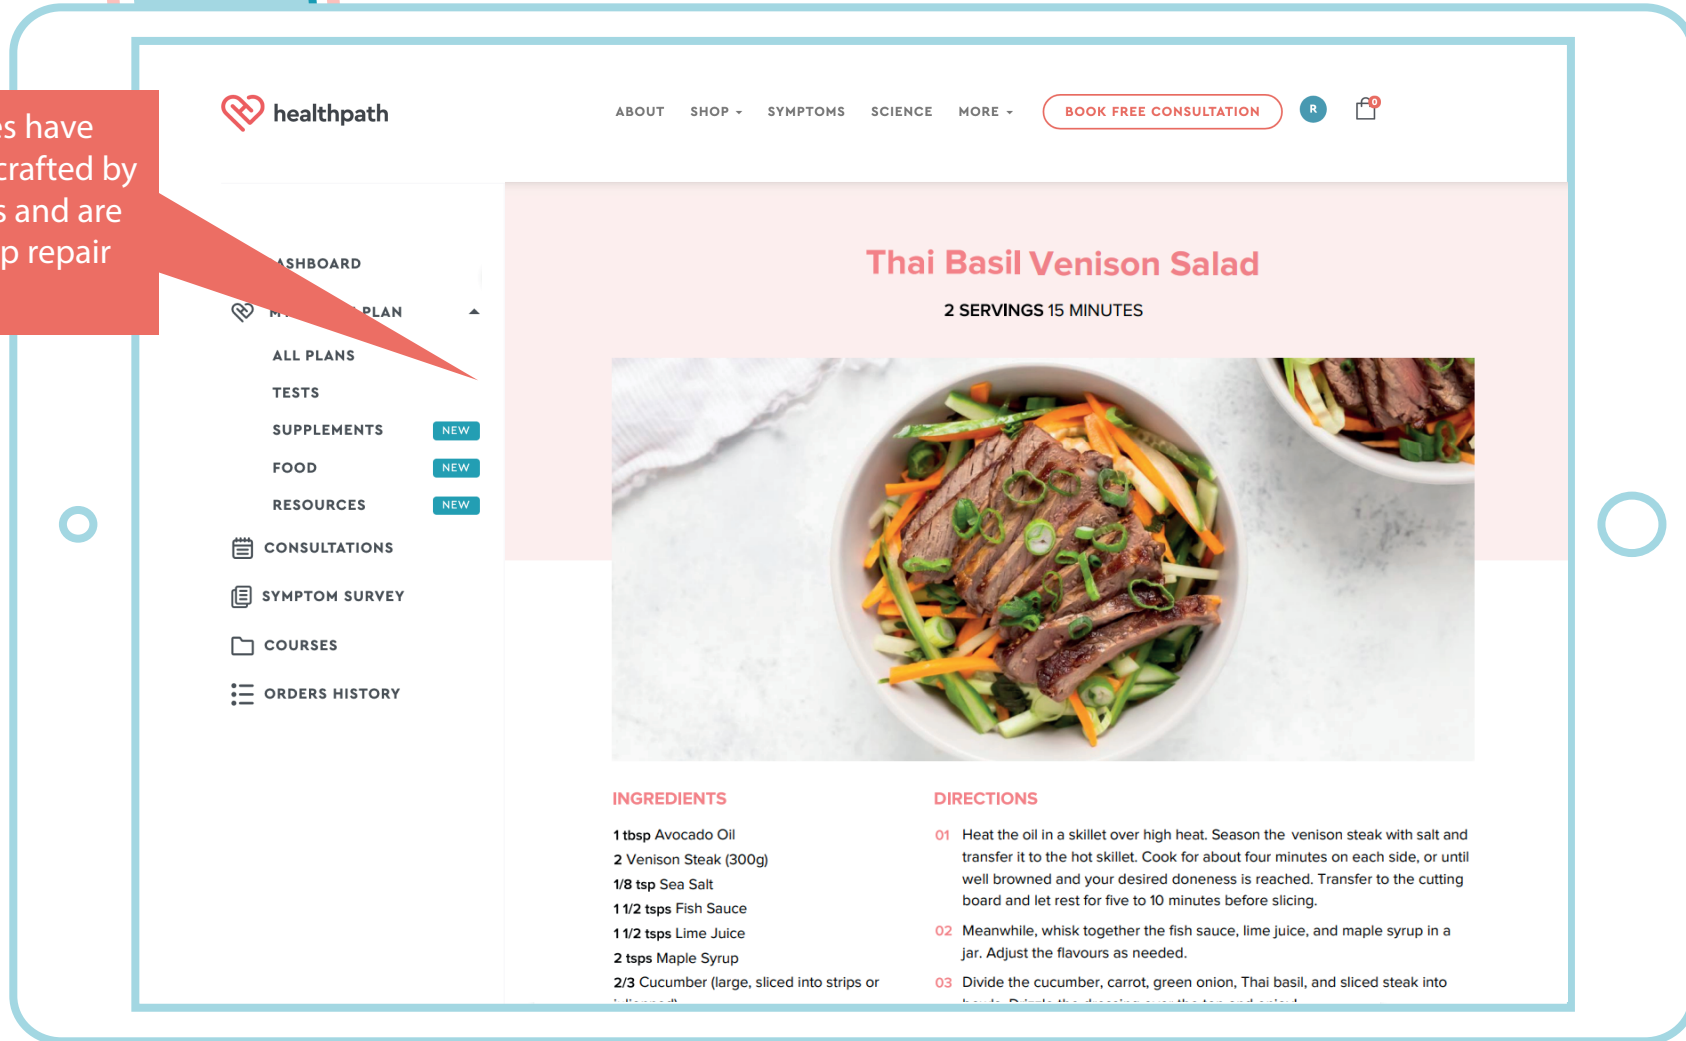 es have
crafted by
s and are
p repair
healthpath
ABOUT SHOP SYMPTOMS SCIENCE MORE BOOK FREE CONSULTATION R 0
ASHBOARD
PLAN
ALL PLANS
TESTS
SUPPLEMENTS NEW
FOOD NEW
RESOURCES NEW
CONSULTATIONS
SYMPTOM SURVEY
COURSES
ORDERS HISTORY
Thai Basil Venison Salad
2 SERVINGS 15 MINUTES
INGREDIENTS
1 tbsp Avocado Oil
2 Venison Steak (300g)
1/8 tsp Sea Salt
1 1/2 tsps Fish Sauce
1 1/2 tsps Lime Juice
2 tsps Maple Syrup
2/3 Cucumber (large, sliced into strips or
DIRECTIONS
01 Heat the oil in a skillet over high heat. Season the venison steak with salt and
transfer it to the hot skillet. Cook for about four minutes on each side, or until
well browned and your desired doneness is reached. Transfer to the cutting
board and let rest for five to 10 minutes before slicing.
02 Meanwhile, whisk together the fish sauce, lime juice, and maple syrup in a
jar. Adjust the flavours as needed.
03 Divide the cucumber, carrot, green onion, Thai basil, and sliced steak into